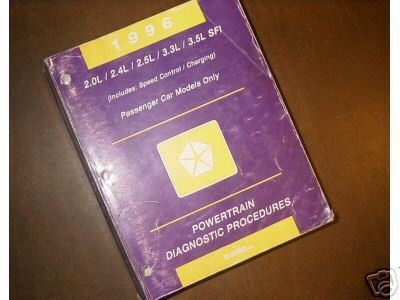 1996
2.0L / 2.4L / 2.5L / 3.3L / 3.5L SFI
(Includes: Speed Control / Charging)
Passenger Car Models Only
POWERTRAIN
DIAGNOSTIC PROCEDURES